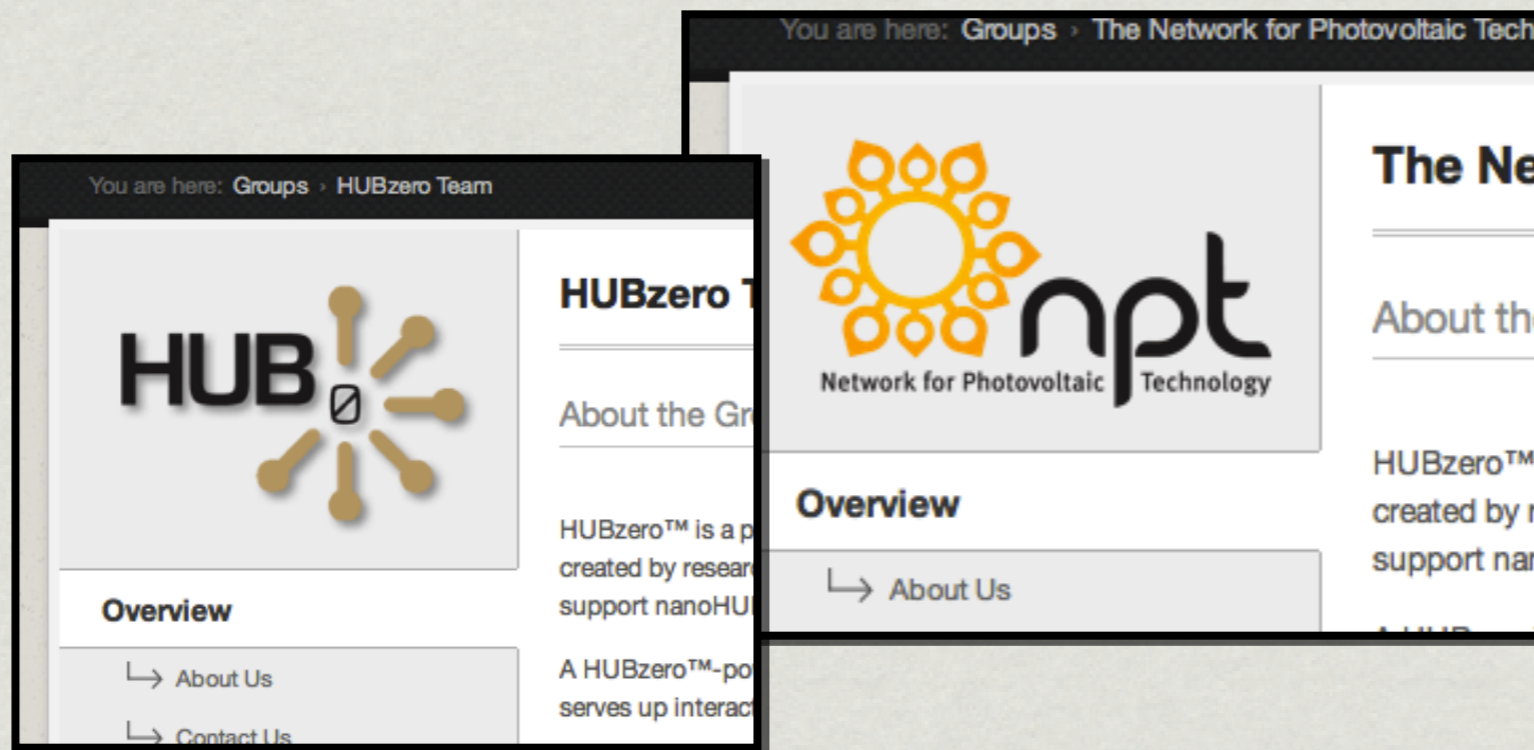 You are here: Groups › The Network for Photovoltaic Tech
The Ne
npt
About th
Network for Photovoltaic Technology
HUBzero™
Overview
created by
support nan
About Us
You are here: Groups › HUBzero Team
HUBzero
HUB
0
About the Gr
HUBzero™ is a p
created by resear
support nanoHU
Overview
A HUBzero™-po
About Us
serves up interact
Contact Us